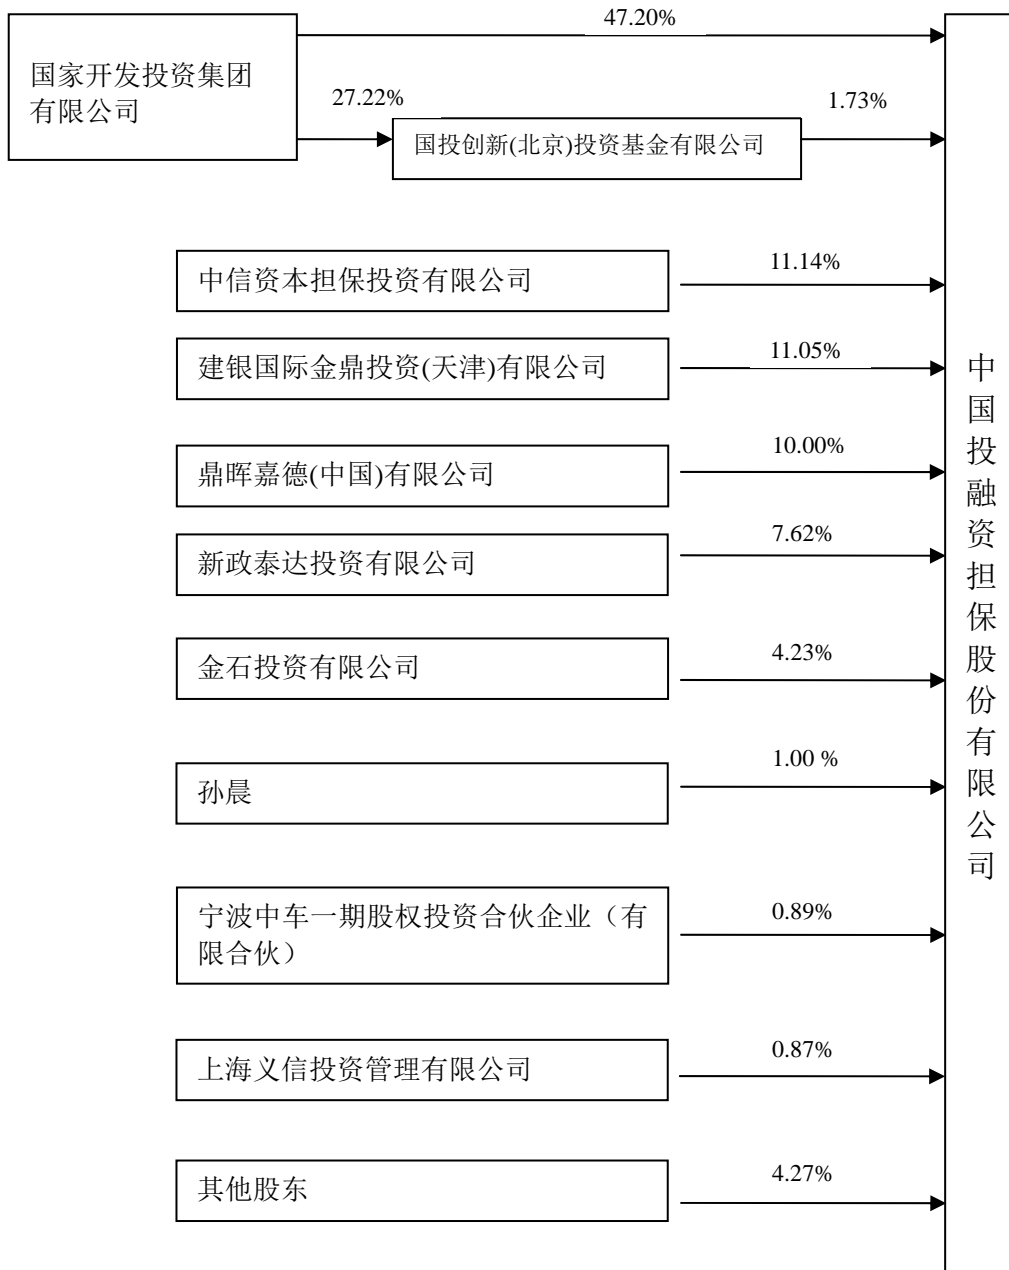 47.20%
国家开发投资集团
有限公司
27.22%
1.73%
国投创新(北京)投资基金有限公司
中信资本担保投资有限公司
11.14%
建银国际金鼎投资(天津)有限公司
11.05%
鼎晖嘉德(中国)有限公司
10.00%
新政泰达投资有限公司
7.62%
金石投资有限公司
4.23%
孙晨
1.00 %
宁波中车一期股权投资合伙企业（有
限合伙）
0.89%
上海义信投资管理有限公司
0.87%
其他股东
4.27%
中国投融资担保股份有限公司